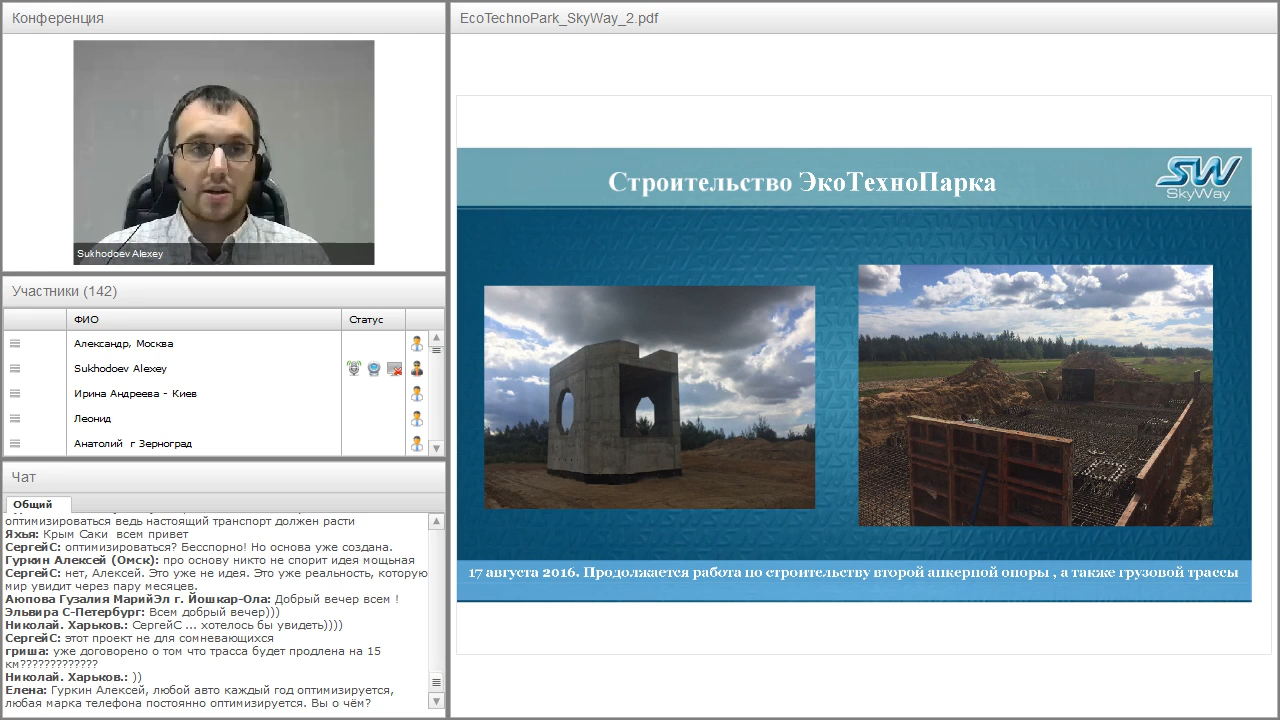 Конференция
Sukhodoev Alexey
Участники (142)
ФИО
Статус
Александр, Москва
Sukhodoev Alexey
Ирина Андреева - Киев
Леонид
Анатолий г Зерноград
Чат
Общий
оптимизироваться ведь настоящий транспорт должен расти
Яхья: Крым Саки всем привет
СергейС: оптимизироваться? Бесспорно! Но основа уже создана.
Гуркин Алексей (Омск): про основу никто не спорит идея мощьная
СергейС: нет, Алексей. Это уже не идея. Это уже реальность, которую
мир увидит через пару месяцев.
Аюпова Гузалия МарийЭл г. Йошкар-Ола: Добрый вечер всем !
Эльвира С-Петербург: Всем добрый вечер)))
Николай. Харьков.: СергейС ... хотелось бы увидеть))))
СергейС: этот проект не для сомневающихся
гриша: уже договорено о том что трасса будет продлена на 15
км?????????????
Николай. Харьков.: ))
Елена: Гуркин Алексей, любой авто каждый год оптимизируется,
любая марка телефона постоянно оптимизируется. Вы о чём?
EcoTechnoPark_SkyWay_2.pdf
Строительство ЭкоТехноПарка
SW
SkyWay
17 августа 2016. Продолжается работа по строительству второй анкерной опоры , а также грузовой трассы